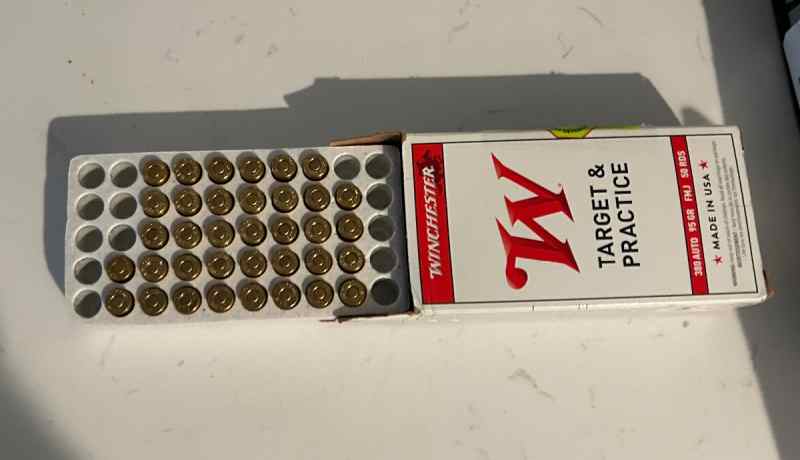 WINCHESTER
W
TARGET &
PRACTICE
380 AUTO 95 GR FMJ 50 RDS
★ MADE IN USA ★